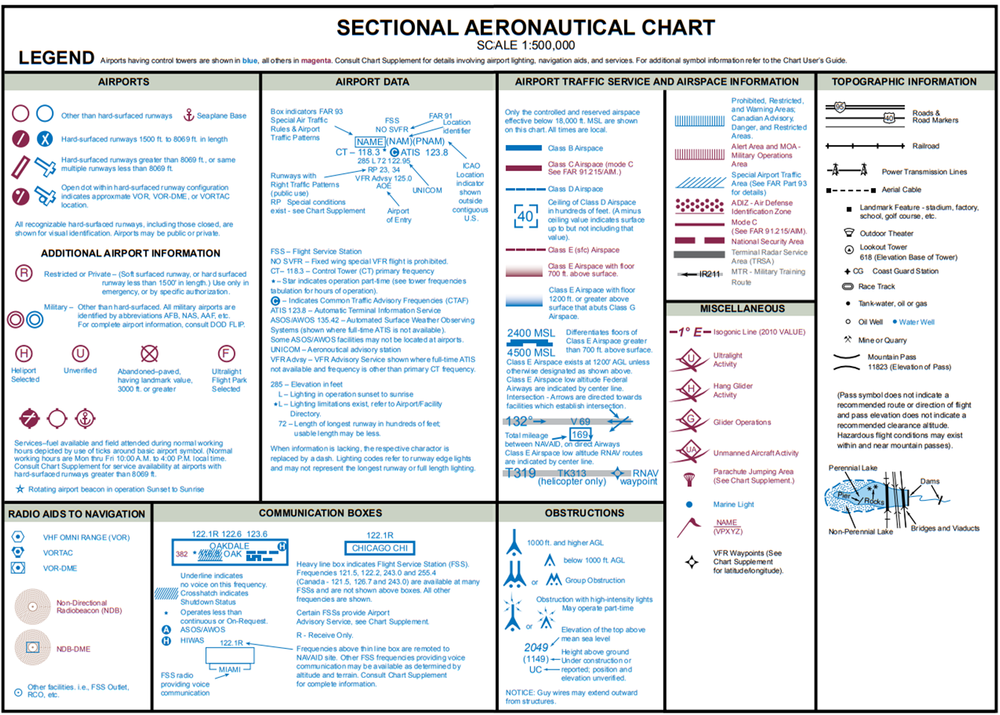 SECTIONAL AERONAUTICAL CHART
SCALE 1:500,000
LEGEND Airports having control towers are shown in blue, all others in magenta. Consult Chart Supplement for details involving airport lighting, navigation aids, and services. For additional symbol information refer to the Chart User's Guide.
AIRPORTS
Other than hard-surfaced runways
Seaplane Base
Hard-surfaced runways 1500 ft. to 8069 ft. in length
Hard-surfaced runways greater than 8069 ft., or same
multiple runways less than 8069 ft.
Open dot within hard-surfaced runway configuration
indicates approxmate VOR, VOR-DME, or VORTAC
location.
All recognizable hard-surfaced runways, including those closed, are
shown for visual identification. Airports may be public or private.
ADDITIONAL AIRPORT INFORMATION
R
Restricted or Private – (Soft surfaced runway, or hard surfaced
runway less than 1500' in length.) Use only in
emergency, or by specific authorization.
Military – Other than hard-surfaced. All military airports are
identified by abbreviations AFB, NAS, AAF, etc.
For complete airport information, consult DOD FLIP.
H
Heliport
Selected
U
Unverified
Abandoned–paved,
having landmark value,
3000 ft. or greater
F
Ultralight
Flight Park
Selected
Services–fuel available and field attended during normal working
hours depicted by use of ticks around basic airport symbol. (Normal
working hours are Mon thru Fri 10:00 A.M. to 4:00 P.M. local time.
Consult Chart Supplement for service availability at airports with
hard-surfaced runways greater than 8069 ft.
Rotating airport beacon in operation Sunset to Sunrise
AIRPORT DATA
Box indicators FAR 93
Special Air Traffic
Rules & Airport
Traffic Patterns
FSS
NO SVFR
FAR 91
Location
identifier
NAME (NAM) (PNAM)
CT – 118.3 * C ATIS 123.8
285 L 72 122.95
RP 23, 34
VFR Advsy 125.0
AOE
Runways with
Right Traffic Patterns
(public use)
RP Special conditions
exist - see Chart Supplement
UNICOM
Airport
of Entry
ICAO
Location
indicator
shown
outside
contiguous
U.S.
FSS – Flight Service Station
NO SVFR – Fixed wing special VFR flight is prohibited.
CT– 118.3 – Control Tower (CT) primary frequency
★– Star indicates operation part-time (see tower frequencies
tabulation for hours of operation).
C – Indicates Common Traffic Advisory Frequencies (CTAF)
ATIS 123.8 – Automatic Terminal Information Service
ASOS/AWOS 135.42 – Automated Surface Weather Observing
Systems (shown where full-time ATIS is not available).
Some ASOS/AWOS facilities may not be located at airports.
UNICOM – Aeronoutical advisory station
VFR Advsy – VFR Advisory Service shown where full-time ATIS
not available and frequency is other than primary CT frequency.
285 – Elevation in feet
L – Lighting in operation sunset to sunrise
★L – Lighting limitations exist, refer to Airport/Facility
Directory.
72 – Length of longest runway in hundreds of feet;
usable length may be less.
When information is lacking, the respective charactor is
replaced by a dash. Lighting codes refer to runway edge lights
and may not represent the longest runway or full length lighting.
AIRPORT TRAFFIC SERVICE AND AIRSPACE INFORMATION
Only the controlled and reserved airspace
effective below 18,000 ft. MSL are shown
on this chart. All times are local.
Class B Airspace
Class C Airspace (mode C
See FAR 91.215/AIM.)
Class D Airspace
40
Ceiling of Class D Airspace
in hundreds of feet. (A minus
ceiling value indicates surface
up to but not including that
value).
Class E (sfc) Airspace
Class E Airspace with floor
700 ft. above surface.
Class E Airspace with floor
1200 ft. or greater above
surface that abuts Class G
Airspace.
2400 MSL
4500 MSL
Differentiates floors of
Class E Airspace greater
than 700 ft. above surface.
Class E Airspace exists at 1200' AGL unless
otherwise designated as shown above.
Class E Airspace low altitude Federal
Airways are indicated by center line.
Intersection - Arrows are directed towards
facilities which establish intersection.
132° V 69
Total mileage 169
between NAVAID, on direct Airways
Class E Airspace low altitude RNAV routes
are indicated by center line.
T319 TK313 RNAV
(helicopter only) waypoint
Prohibited, Restricted,
and Warning Areas;
Canadian Advisory,
Danger, and Restricted
Areas.
Alert Area and MOA -
Military Operations
Area
Special Airport Traffic
Area (See FAR Part 93
for details)
ADIZ - Air Defense
Identification Zone
Mode C
(See FAR 91.215/AIM).
National Security Area
Terminal Radar Service
Area (TRSA)
IR211
MTR - Military Training
Route
MISCELLANEOUS
1° E
Isogonic Line (2010 VALUE)
U
Ultralight
Activity
H
Hang Glider
Activity
G
Glider Operations
UA
Unmanned Aircraft Activity
Parachute Jumping Area
(See Chart Supplement.)
Marine Light
NAME
(VPXYZ)
VFR Waypoints (See
Chart Supplement
for latitude/longitude).
TOPOGRAPHIC INFORMATION
95
40
Roads &
Road Markers
Railroad
Power Transmission Lines
Aerial Cable
Landmark Feature - stadium, factory,
school, golf course, etc.
Outdoor Theater
Lookout Tower
618 (Elevation Base of Tower)
CG Coast Guard Station
Race Track
Tank-water, oil or gas
Oil Well
Water Well
Mine or Quarry
Mountain Pass
11823 (Elevation of Pass)
(Pass symbol does not indicate a
recommended route or direction of flight
and pass elevation does not indicate a
recommended clearance altitude.
Hazardous flight conditions may exist
within and near mountain passes).
Perennial Lake
Dams
Pier
Rocks
Non-Perennial Lake
Bridges and Viaducts
RADIO AIDS TO NAVIGATION
VHF OMNI RANGE (VOR)
VORTAC
VOR-DME
Non-Directional
Radiobeacon (NDB)
NDB-DME
Other facilities. i.e., FSS Outlet,
RCO, etc.
COMMUNICATION BOXES
122.1R 122.6 123.6
OAKDALE H
382 * OAK
Underline indicates
no voice on this frequency.
Crosshatch indicates
Shutdown Status
* Operates less than
continuous or On-Request.
A ASOS/AWOS
H HIWAS
122.1R
MIAMI
FSS radio
providing voice
communication
122.1R
CHICAGO CHI
Heavy line box indicates Flight Service Station (FSS).
Frequencies 121.5, 122.2, 243.0 and 255.4
(Canada - 121.5, 126.7 and 243.0) are available at many
FSSs and are not shown above boxes. All other
frequencies are shown.
Certain FSSs provide Airport
Advisory Service, see Chart Supplement.
R - Receive Only.
Frequencies above thin line box are remoted to
NAVAID site. Other FSS frequencies providing voice
communication may be available as determined by
altitude and terrain. Consult Chart Supplement
for complete information.
OBSTRUCTIONS
1000 ft. and higher AGL
below 1000 ft. AGL
or
Group Obstruction
Obstruction with high-intensity lights
May operate part-time
or
2049
Elevation of the top above
mean sea level
(1149)
Height above ground
UC
Under construction or
reported; position and
elevation unverified.
NOTICE: Guy wires may extend outward
from structures.